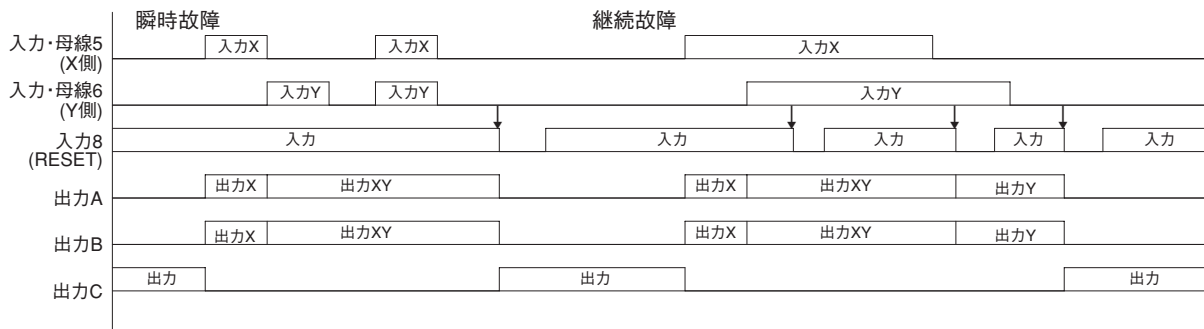 瞬時故障
継続故障
入力・母線5
(X側)
入力X
入力X
入力X
入力・母線6
(Y側)
入力Y
入力Y
入力Y
入力8
(RESET)
入力
入力
入力
入力
入力
出力A
出力X
出力XY
出力X
出力XY
出力Y
出力B
出力X
出力XY
出力X
出力XY
出力Y
出力C
出力
出力
出力